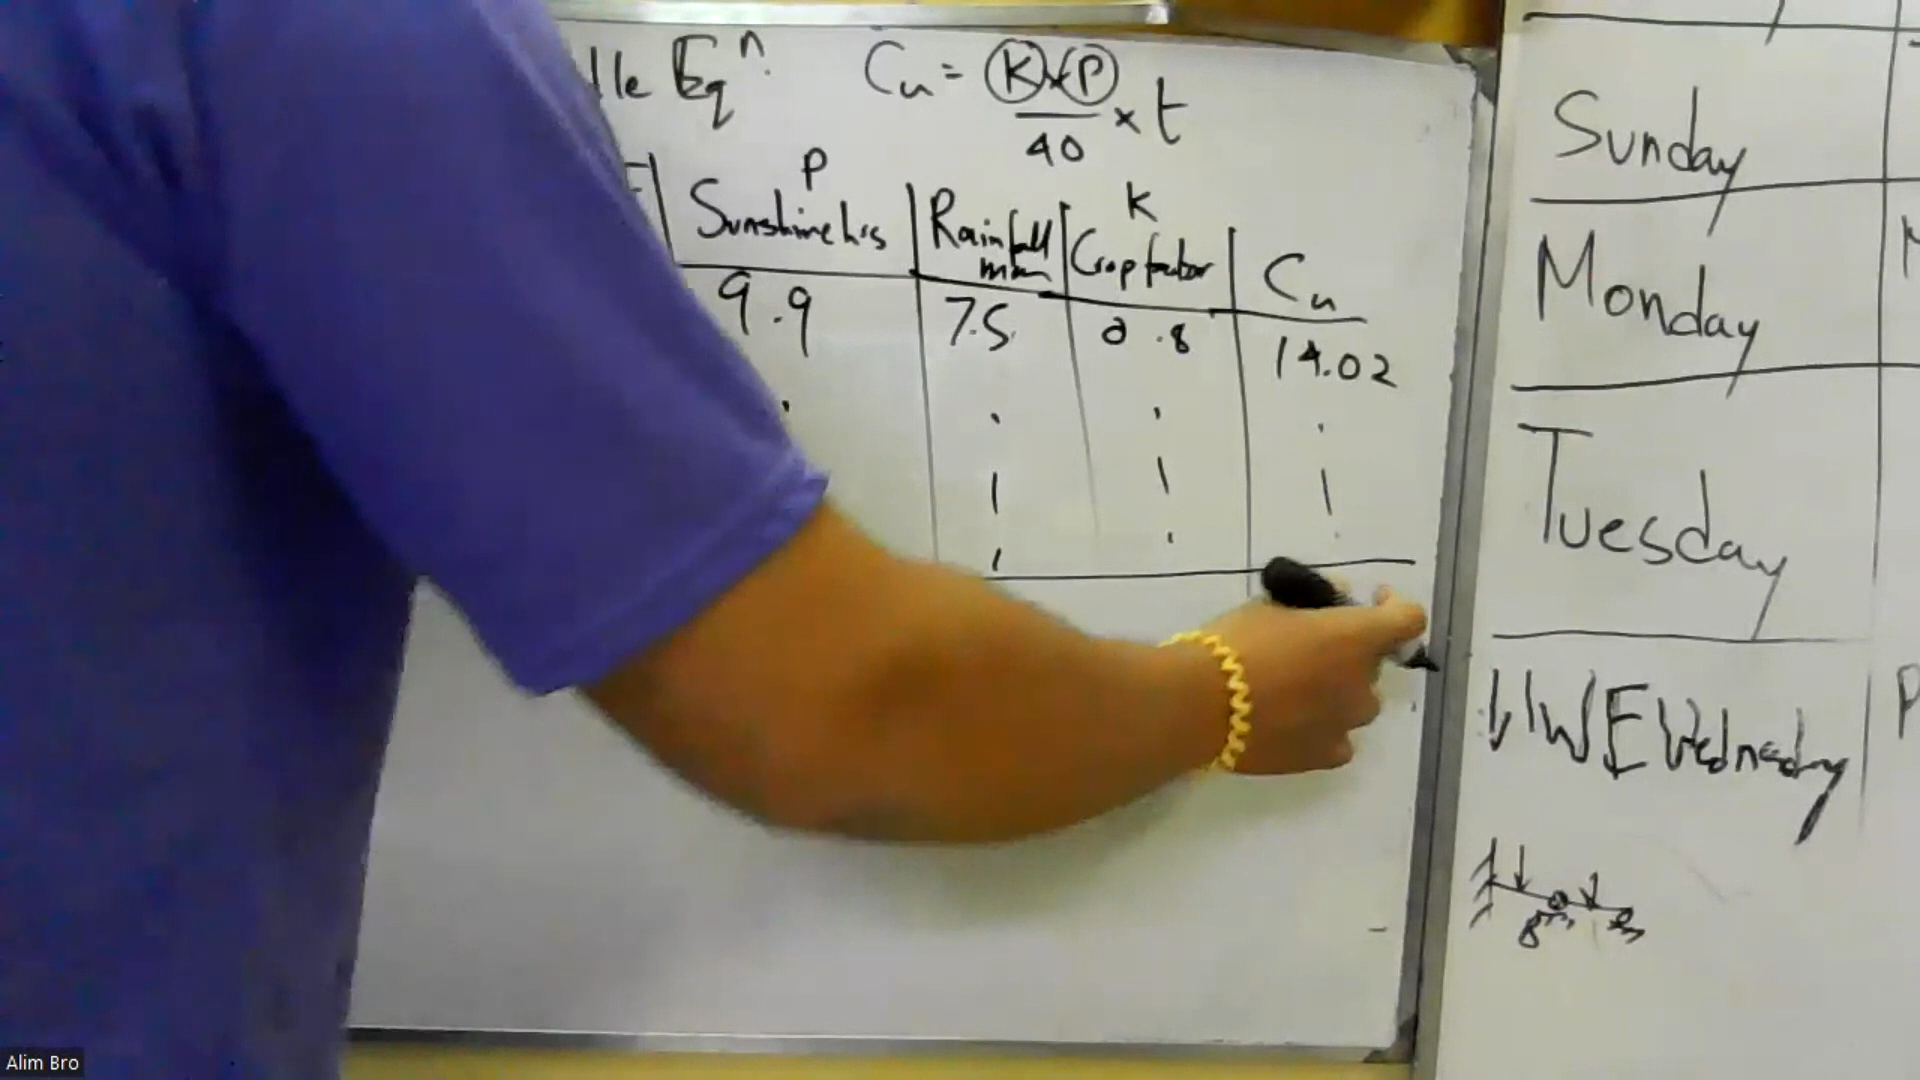 lle Eqⁿ. Cu = K×P / 40 × t
P K
Sunshine hrs Rainfall mm Crop factor Cu
9.9 7.5 0.8 14.02
Sunday
Monday
Tuesday
WE Wednesday
B
Alim Bro